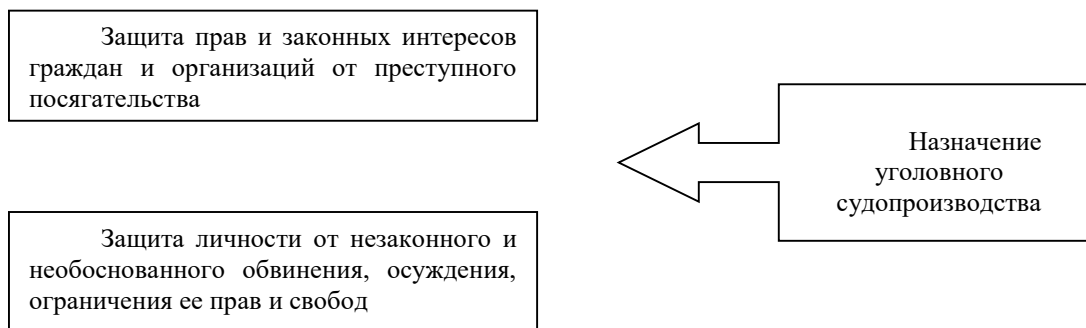 Защита прав и законных интересов
граждан и организаций от преступного
посягательства
Назначение
уголовного
судопроизводства
Защита личности от незаконного и
необоснованного обвинения, осуждения,
ограничения ее прав и свобод